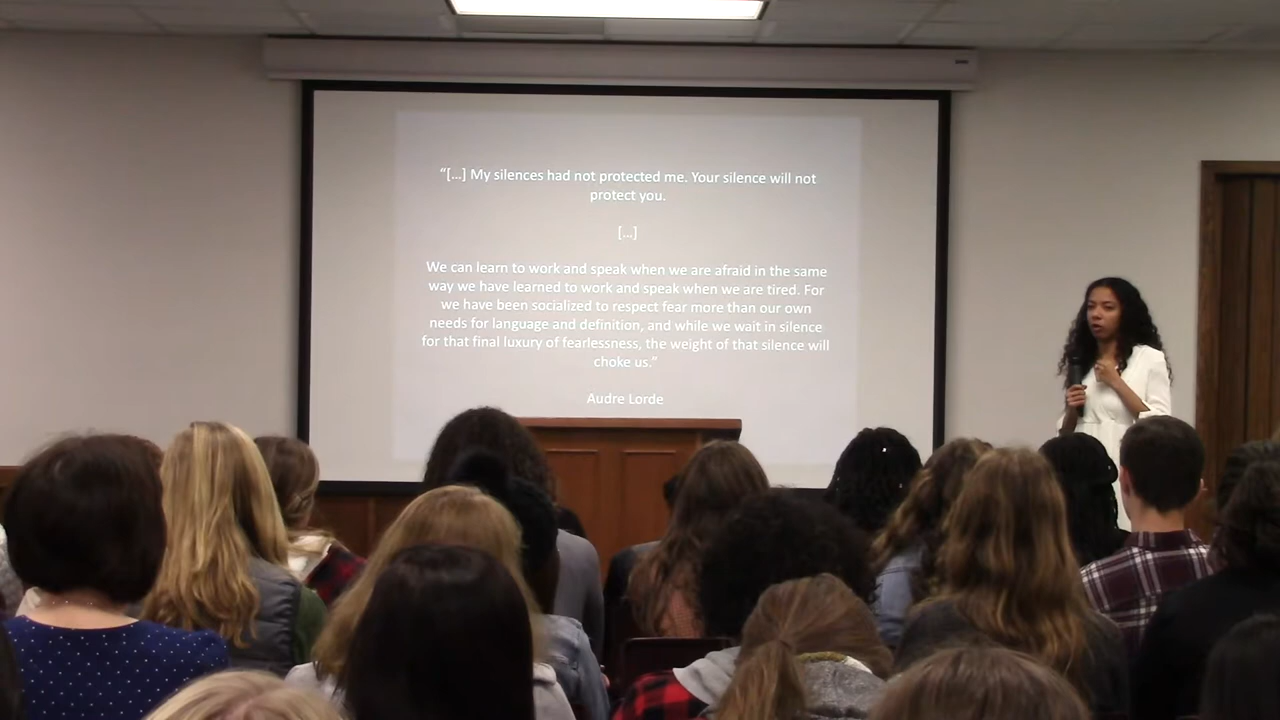 “[...] My silences had not protected me. Your silence will not
protect you.
[...]
We can learn to work and speak when we are afraid in the same
way we have learned to work and speak when we are tired. For
we have been socialized to respect fear more than our own
needs for language and definition, and while we wait in silence
for that final luxury of fearlessness, the weight of that silence will
choke us.”
Audre Lorde